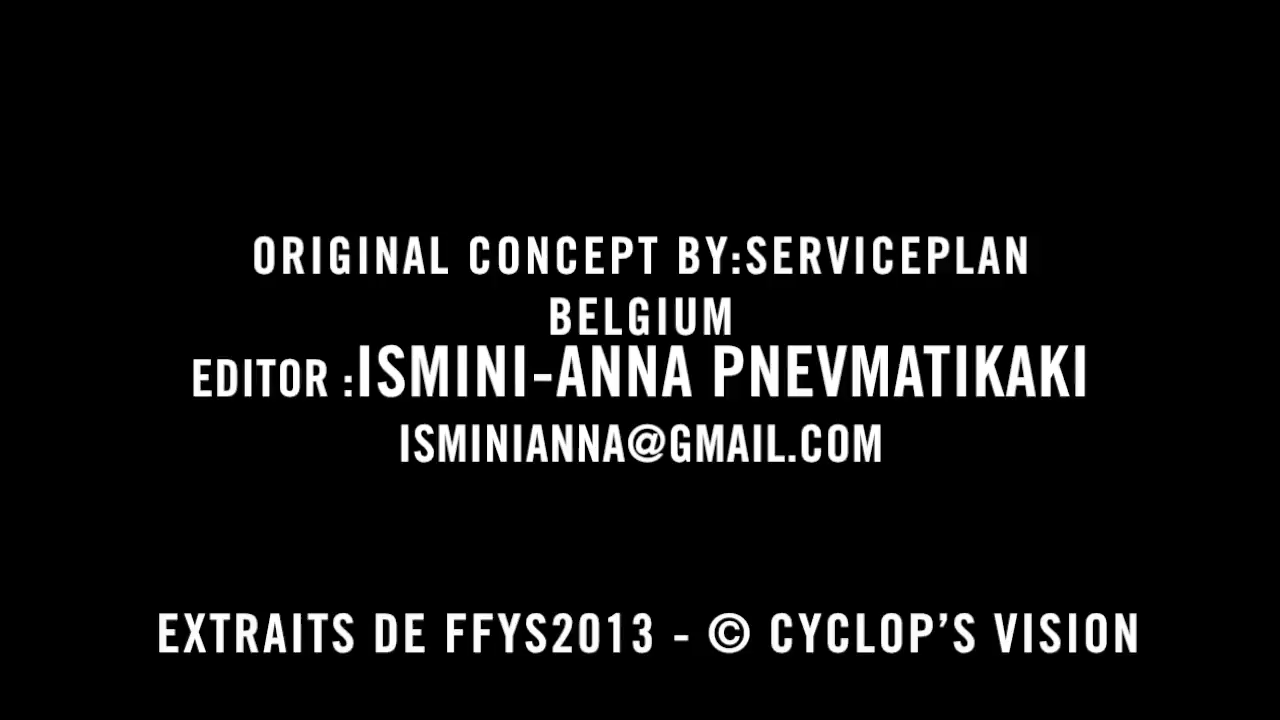 ORIGINAL CONCEPT BY:SERVICEPLAN
BELGIUM
EDITOR :ISMINI-ANNA PNEVMATIKAKI
ISMINIANNA@GMAIL.COM
EXTRAITS DE FFYS2013 - © CYCLOP’S VISION